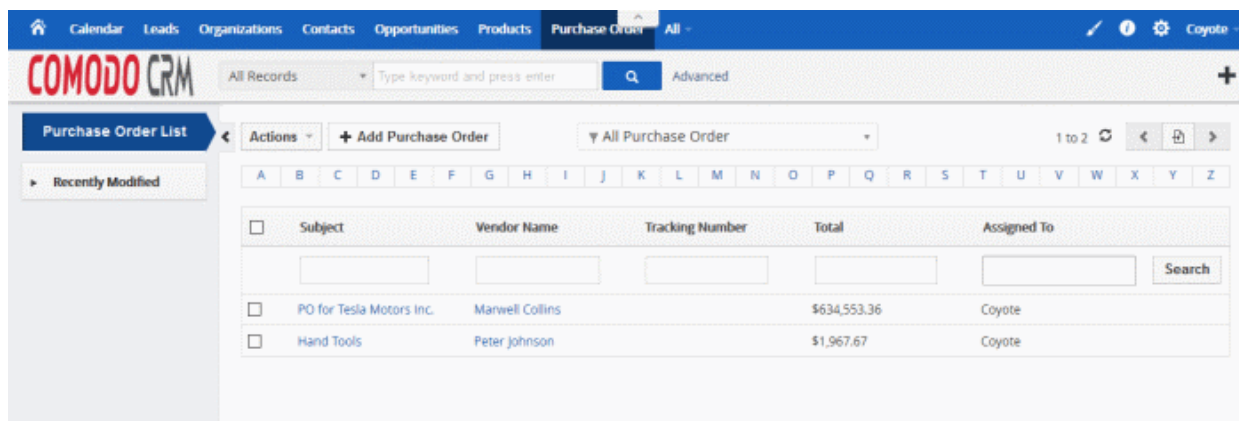 Calendar Leads Organizations Contacts Opportunities Products Purchase Order All Coyote
COMODO CRM All Records Type keyword and press enter Advanced
Purchase Order List Actions + Add Purchase Order All Purchase Order 1 to 2
Recently Modified A B C D E F G H I J K L M N O P Q R S T U V W X Y Z
Subject Vendor Name Tracking Number Total Assigned To
Search
PO for Tesla Motors Inc. Marwell Collins $634,553.36 Coyote
Hand Tools Peter Johnson $1,967.67 Coyote